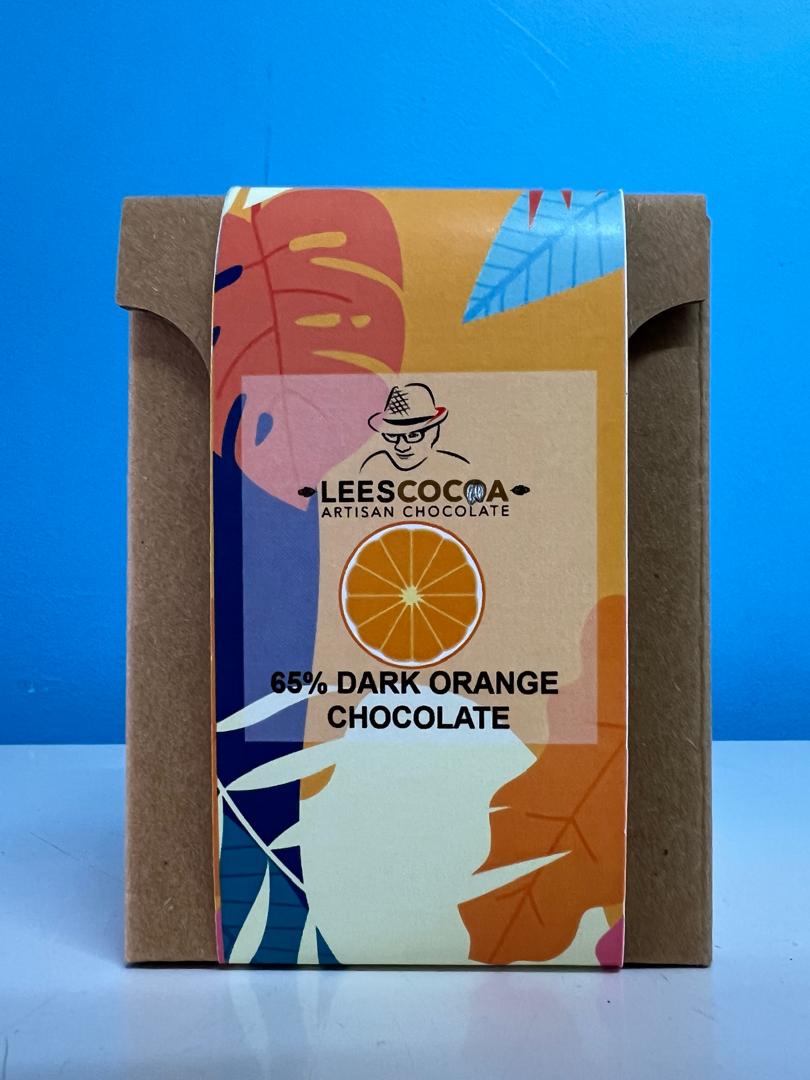 LEESCOCOA
ARTISAN CHOCOLATE
65% DARK ORANGE
CHOCOLATE